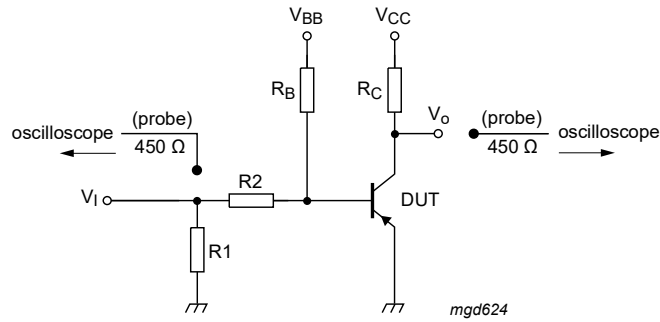 VBB
VCC
RB
RC
Vo
oscilloscope
(probe)
450 Ω
(probe)
450 Ω
oscilloscope
R2
VI
DUT
R1
mgd624